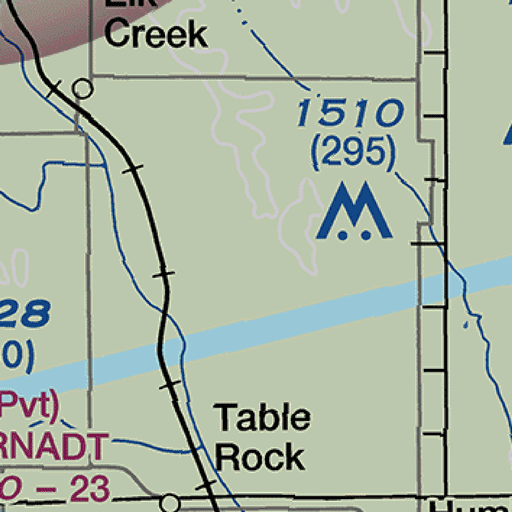 Elk
Creek
1510
(295)
28
0)
Pvt)
RNADT
0 – 23
Table
Rock
Hum